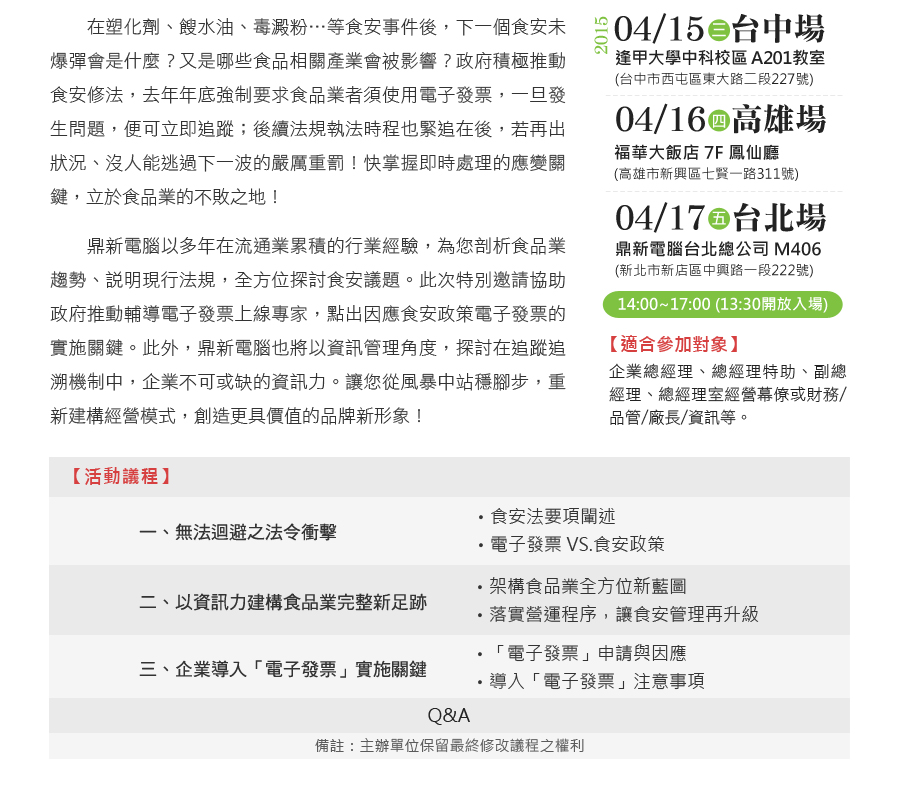 在塑化劑、餿水油、毒澱粉…等食安事件後，下一個食安未
爆彈會是什麼？又是哪些食品相關產業會被影響？政府積極推動
食安修法，去年年底強制要求食品業者須使用電子發票，一旦發
生問題，便可立即追蹤；後續法規執法時程也緊追在後，若再出
狀況、沒人能逃過下一波的嚴厲重罰！快掌握即時處理的應變關
鍵，立於食品業的不敗之地！
鼎新電腦以多年在流通業累積的行業經驗，為您剖析食品業
趨勢、説明現行法規，全方位探討食安議題。此次特別邀請協助
政府推動輔導電子發票上線專家，點出因應食安政策電子發票的
實施關鍵。此外，鼎新電腦也將以資訊管理角度，探討在追蹤追
溯機制中，企業不可或缺的資訊力。讓您從風暴中站穩腳步，重
新建構經營模式，創造更具價值的品牌新形象！
2015
04/15 三 台中場
逢甲大學中科校區 A201教室
(台中市西屯區東大路二段227號)
04/16 四 高雄場
福華大飯店 7F 鳳仙廳
(高雄市新興區七賢一路311號)
04/17 五 台北場
鼎新電腦台北總公司 M406
(新北市新店區中興路一段222號)
14:00~17:00 (13:30開放入場)
【適合參加對象】
企業總經理、總經理特助、副總
經理、總經理室經營幕僚或財務/
品管/廠長/資訊等。
【活動議程】
一、無法迴避之法令衝擊
•食安法要項闡述
•電子發票 VS.食安政策
二、以資訊力建構食品業完整新足跡
•架構食品業全方位新藍圖
•落實營運程序，讓食安管理再升級
三、企業導入「電子發票」實施關鍵
•「電子發票」申請與因應
•導入「電子發票」注意事項
Q&A
備註：主辦單位保留最終修改議程之權利